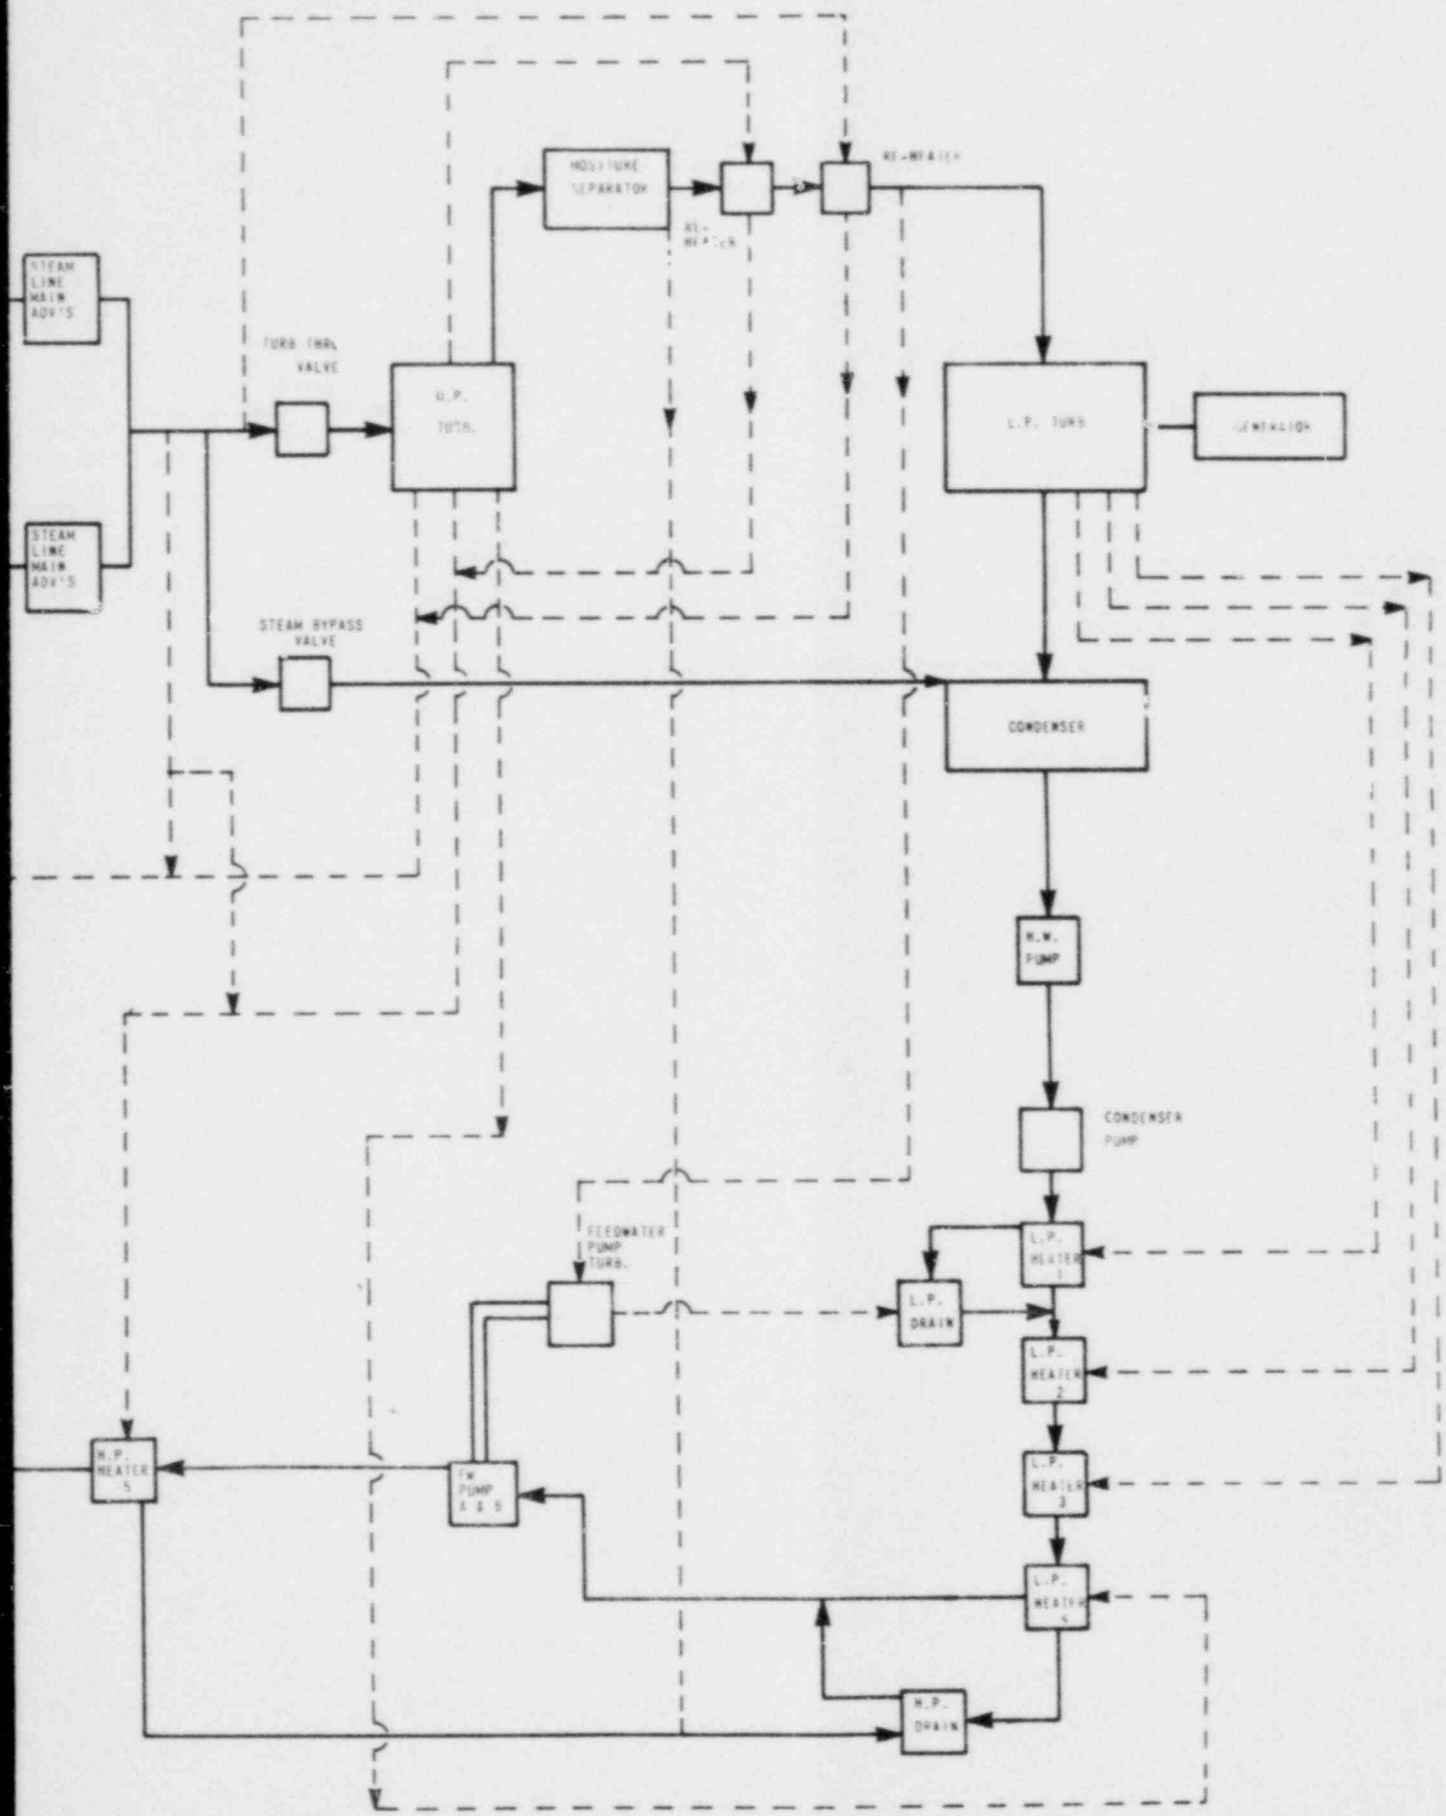 MOSITURE
SEPARATOR
RE-HEATER
RE-
HEATER
STEAM
LINE
MAIN
ADV'S
TURB THRL
VALVE
H.P.
TURB.
L.P. TURB
GENERATOR
STEAM
LINE
MAIN
ADV'S
STEAM BYPASS
VALVE
CONDENSER
H.W.
PUMP
CONDENSER
PUMP
FEEDWATER
PUMP
TURB.
L.P.
HEATER
1
L.P.
DRAIN
L.P.
HEATER
2
H.P.
HEATER
5
FW
PUMP
A & B
L.P.
HEATER
3
L.P.
HEATER
4
H.P.
DRAIN